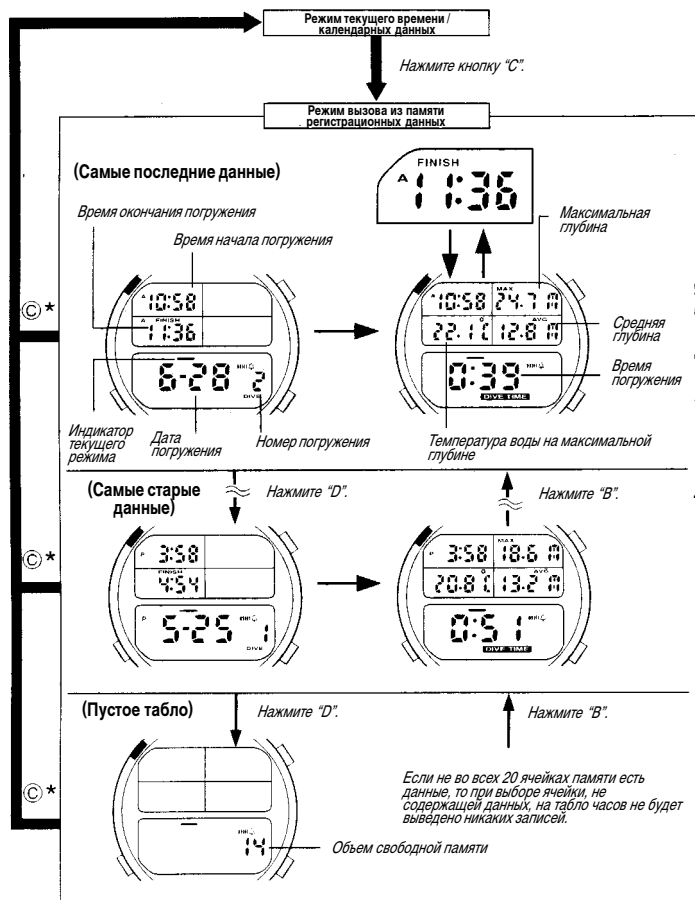 Режим текущего времени /
календарных данных
Нажмите кнопку “C”.
Режим вызова из памяти
регистрационных данных
(Самые последние данные)
FINISH
A 11:36
Время окончания погружения
Время начала погружения
Максимальная
глубина
A 10:58
A FINISH
11:36
6-28 2
DIVE
A 10:58 MAX 24.7 M
22.1°C AVG 12.8 M
0:39
DIVE TIME
Средняя
глубина
Время
погружения
Ⓒ*
Индикатор
текущего
режима
Дата
погружения
Номер погружения
Температура воды на максимальной
глубине
(Самые старые
данные)
Нажмите “D”.
Нажмите “B”.
Ⓒ*
P 3:58
FINISH
4:54
P 5-25 1
DIVE
P 3:58 MAX 18.6 M
20.8°C AVG 13.2 M
0:51
DIVE TIME
(Пустое табло)
Нажмите “D”.
Нажмите “B”.
Ⓒ*
14
Объем свободной памяти
Если не во всех 20 ячейках памяти есть
данные, то при выборе ячейки, не
содержащей данных, на табло часов не будет
выведено никаких записей.